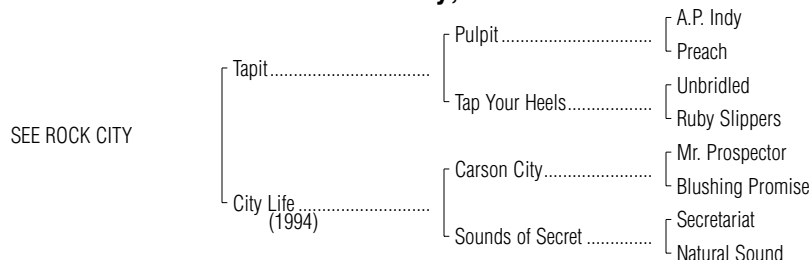 A.P. Indy
Pulpit
Preach
Tapit
Unbridled
Tap Your Heels
Ruby Slippers
SEE ROCK CITY
Mr. Prospector
Carson City
Blushing Promise
City Life
(1994)
Secretariat
Sounds of Secret
Natural Sound